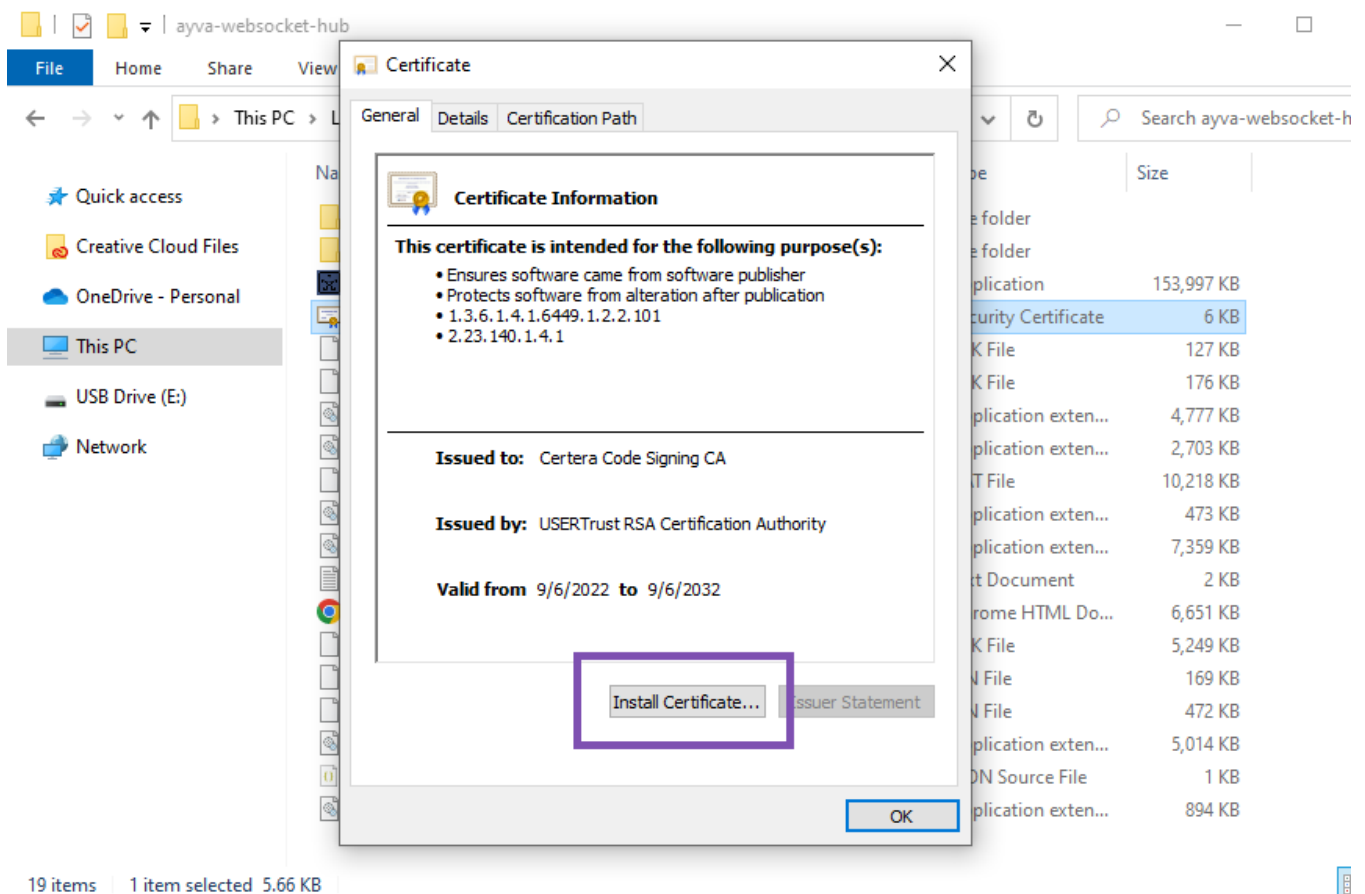 ayva-websocket-hub
File Home Share View
This PC
Search ayva-websocket-h
Quick access
Creative Cloud Files
OneDrive - Personal
This PC
USB Drive (E:)
Network
Na
Certificate
General Details Certification Path
Certificate Information
This certificate is intended for the following purpose(s):
• Ensures software came from software publisher
• Protects software from alteration after publication
• 1.3.6.1.4.1.6449.1.2.2.101
• 2.23.140.1.4.1
Issued to: Certera Code Signing CA
Issued by: USERTrust RSA Certification Authority
Valid from 9/6/2022 to 9/6/2032
Install Certificate... ssuer Statement
OK
pe Size
e folder
e folder
plication 153,997 KB
curity Certificate 6 KB
K File 127 KB
K File 176 KB
plication exten... 4,777 KB
plication exten... 2,703 KB
T File 10,218 KB
plication exten... 473 KB
plication exten... 7,359 KB
t Document 2 KB
rome HTML Do... 6,651 KB
K File 5,249 KB
N File 169 KB
N File 472 KB
plication exten... 5,014 KB
ON Source File 1 KB
plication exten... 894 KB
19 items 1 item selected 5.66 KB